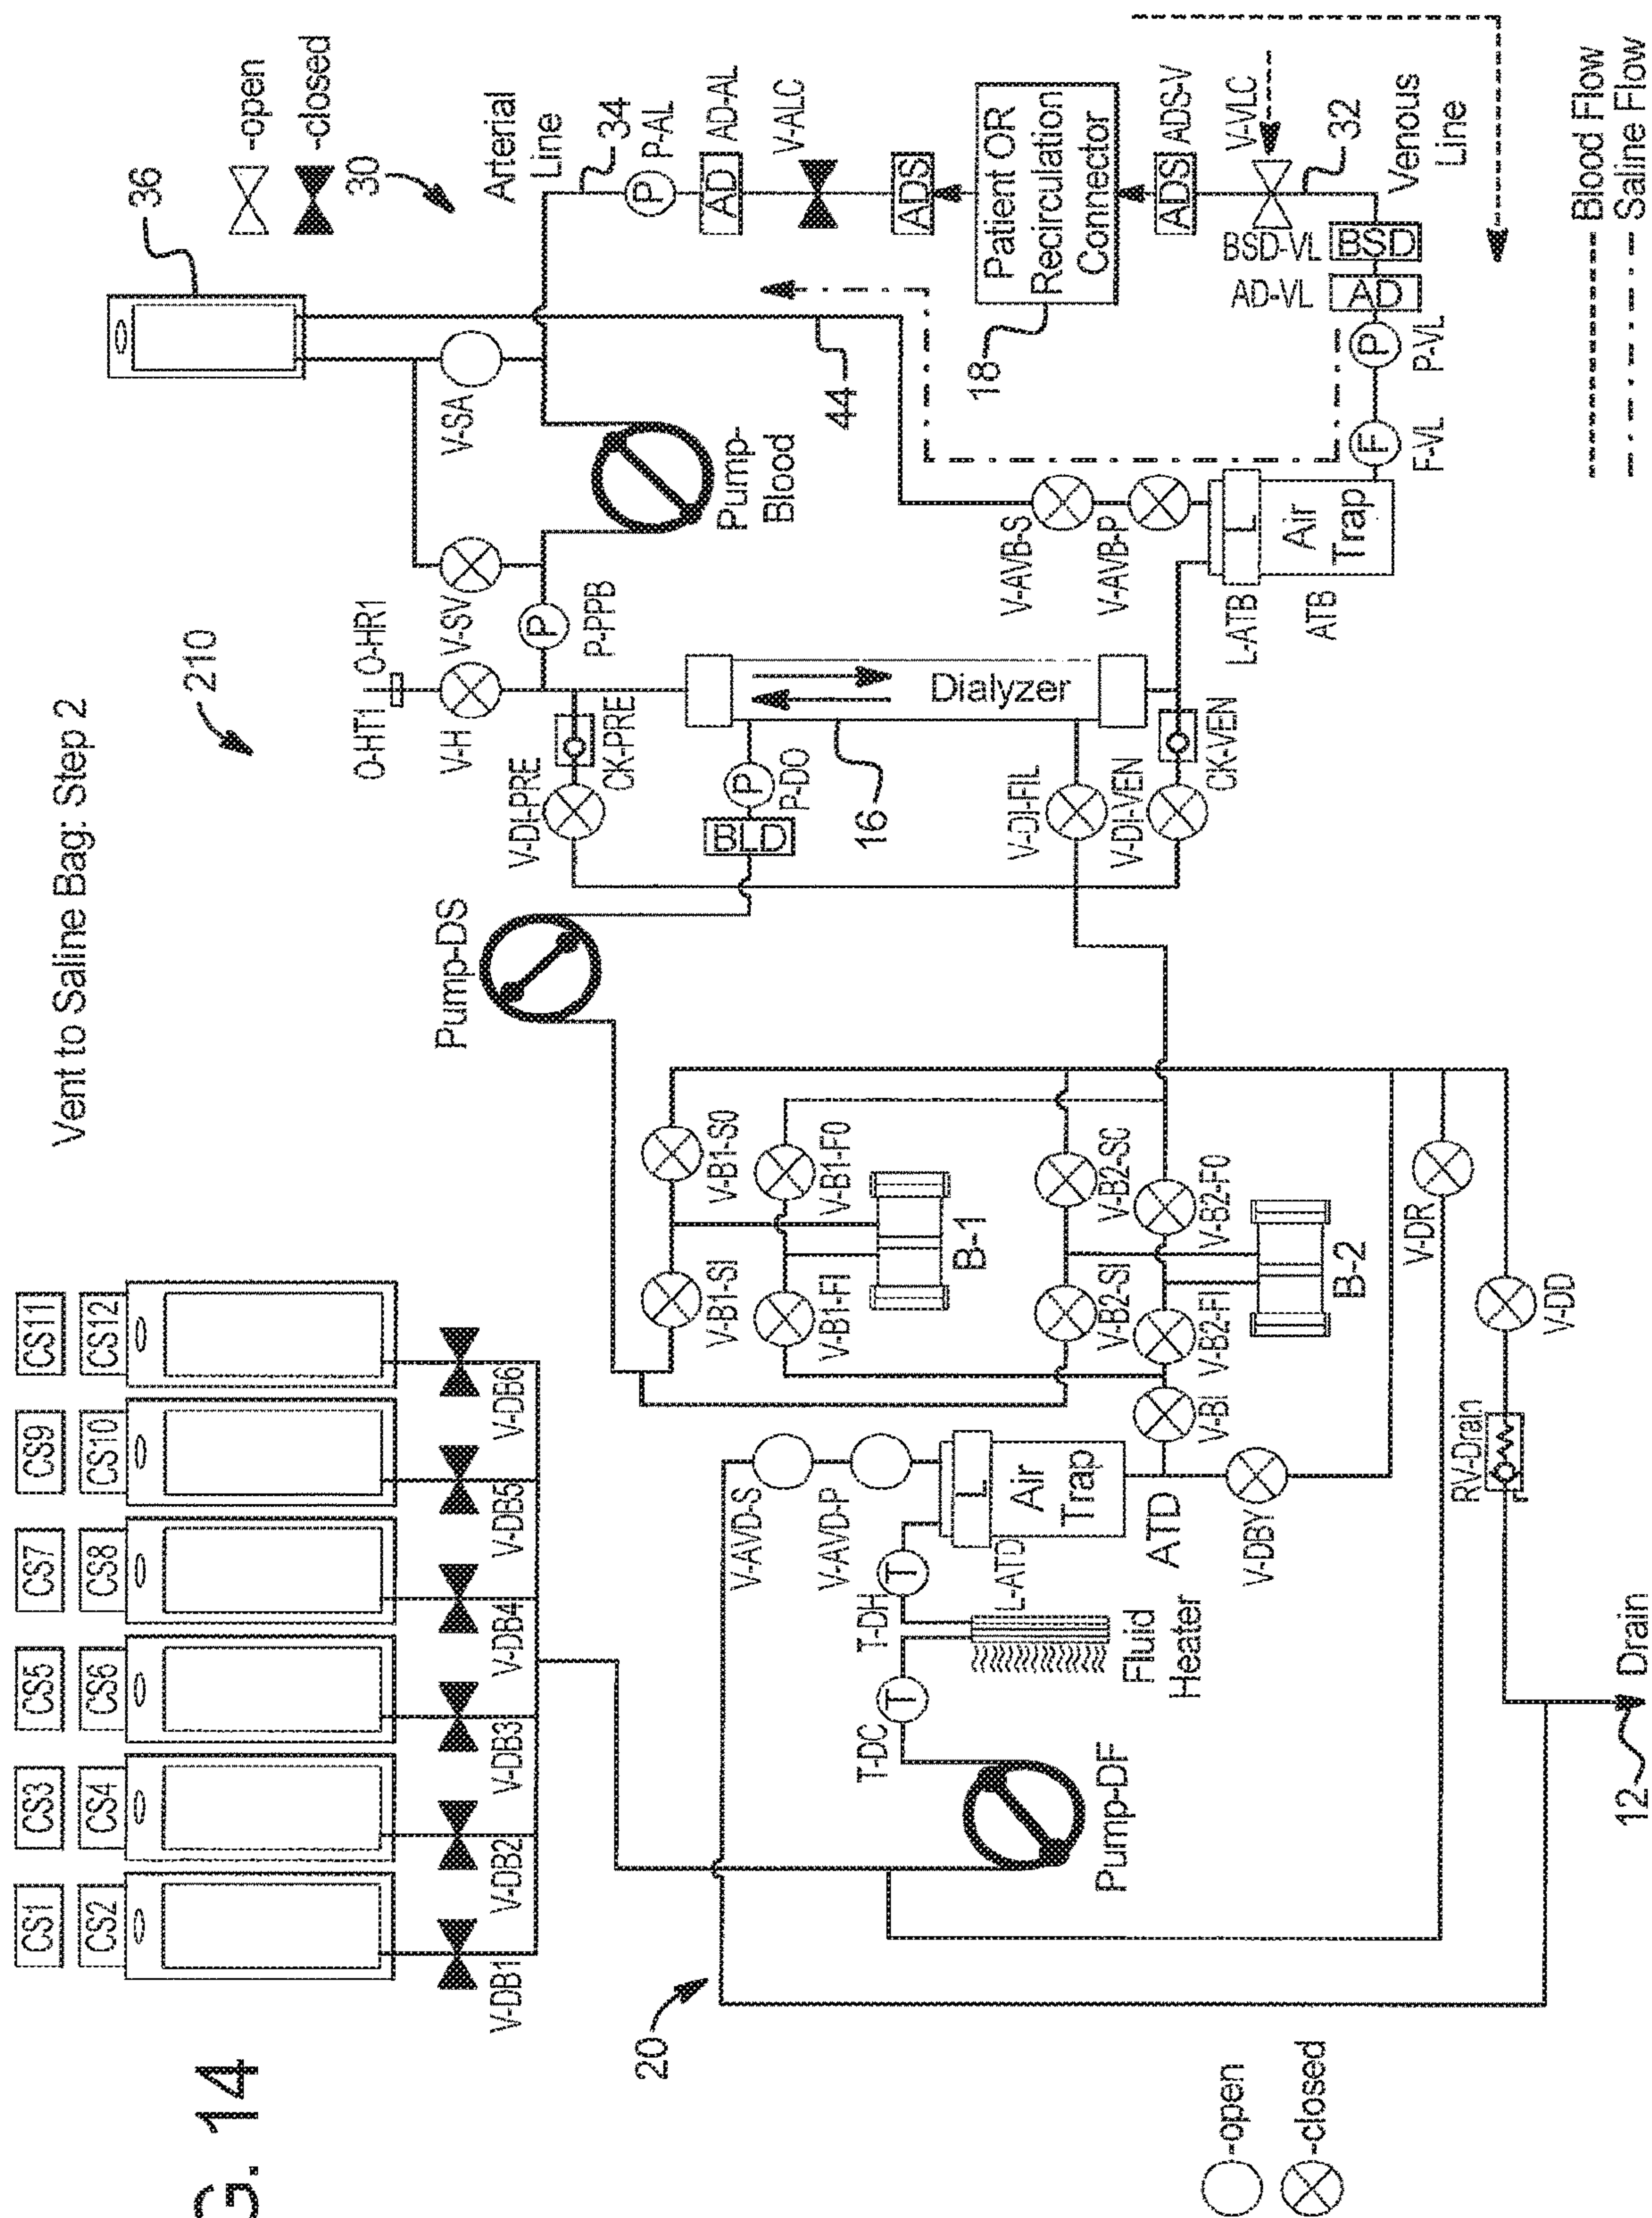 G. 14
Vent to Saline Bag: Step 2
210
CS1
CS3
CS5
CS7
CS9
CS11
CS2
CS4
CS6
CS8
CS10
CS12
V-DB1
V-DB2
V-DB3
V-DB4
V-DB5
V-DB6
36
-open
-closed
30
O-HT1
O-HR1
V-H
V-SV
V-SA
Arterial
Line
34
P
P-AL
AD
AD-AL
V-ALC
ADS
Patient OR
Recirculation
Connector
18
ADS
ADS-V
V-VLC
32
Venous
Line
BSD-VL
BSD
AD-VL
AD
P
P-VL
F
F-VL
P
P-PPB
Pump-
Blood
44
V-AVB-S
V-AVB-P
L
Air
Trap
L-ATB
ATB
Pump-DS
V-DI-PRE
CK-PRE
BLD
P
P-DO
Dialyzer
16
V-DI-FIL
V-DI-VEN
CK-VEN
V-B1-SI
V-B1-S0
V-B1-FI
V-B1-F0
B-1
V-B2-SI
V-B2-SO
V-B2-FI
V-B2-F0
B-2
V-BI
V-DR
V-DD
RV-Drain
V-DBY
20
V-AVD-S
V-AVD-P
T
T-DC
T
T-DH
L
Air
Trap
L-ATD
ATD
Fluid
Heater
Pump-DF
12
Drain
-open
-closed
Blood Flow
Saline Flow